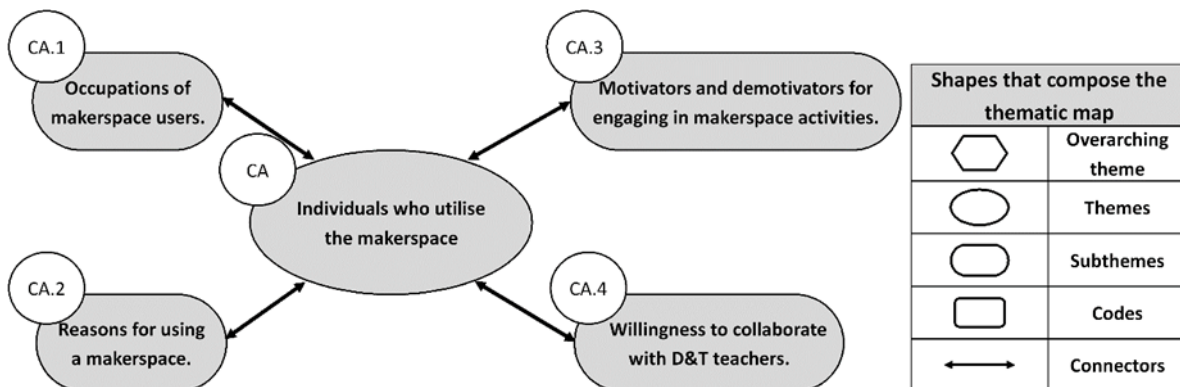 CA.1
Occupations of
makerspace users.
CA.3
Motivators and demotivators for
engaging in makerspace activities.
CA
Individuals who utilise
the makerspace
CA.2
Reasons for using
a makerspace.
CA.4
Willingness to collaborate
with D&T teachers.
Shapes that compose the
thematic map
Overarching
theme
Themes
Subthemes
Codes
Connectors